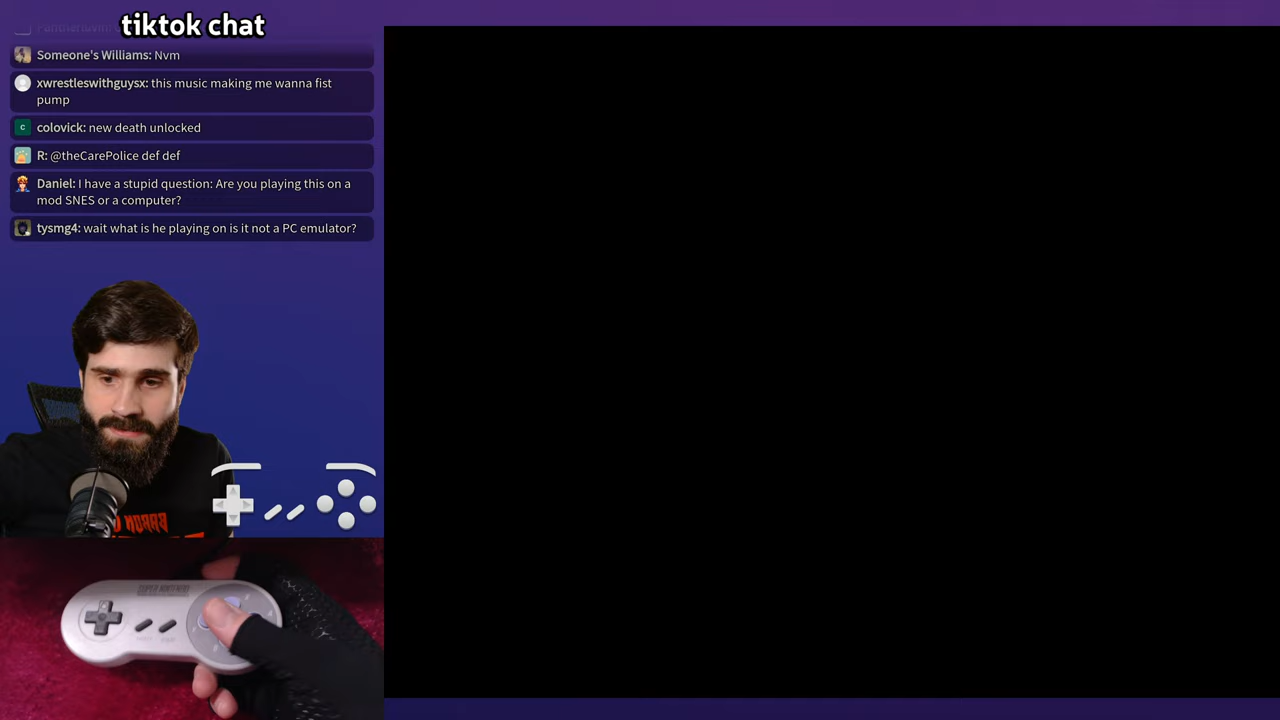 tiktok chat
Someone's Williams: Nvm
xwrestleswithguysx: this music making me wanna fist
pump
colovick: new death unlocked
R: @theCarePolice def def
Daniel: I have a stupid question: Are you playing this on a
mod SNES or a computer?
tysmg4: wait what is he playing on is it not a PC emulator?
SUPER NINTENDO